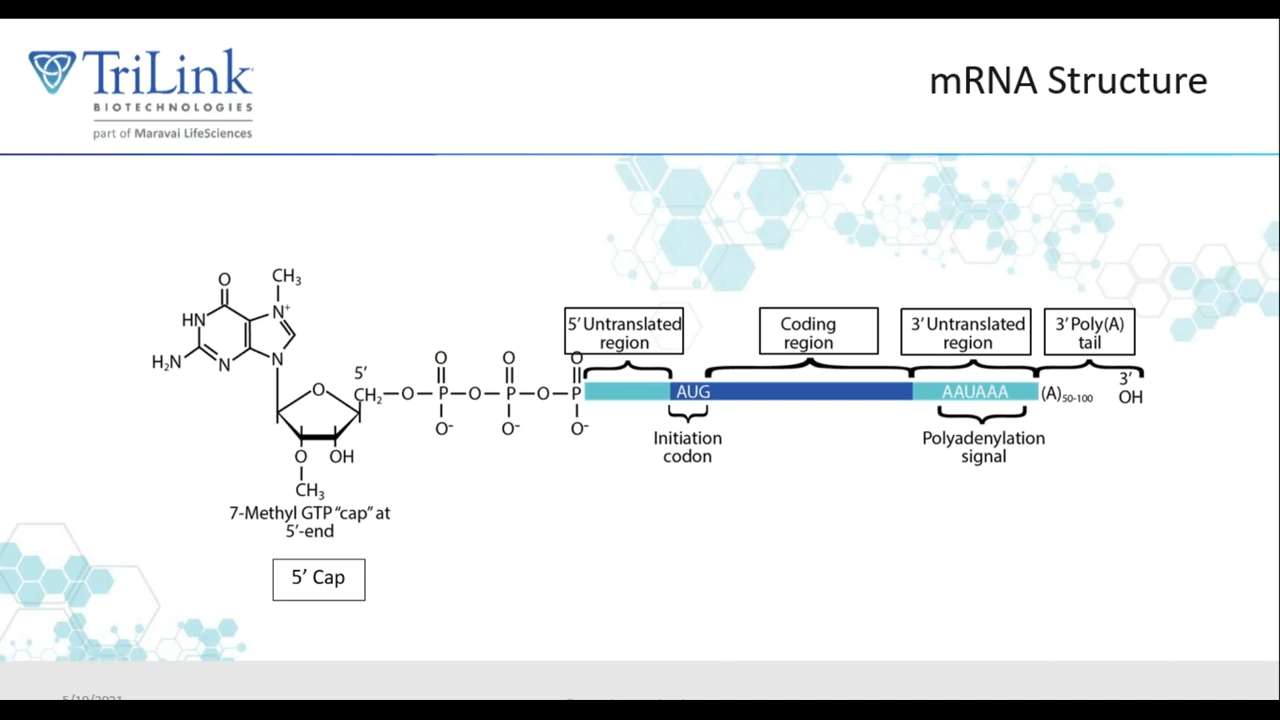 TriLink
BIOTECHNOLOGIES
part of Maravai LifeSciences
mRNA Structure
O
CH₃
HN
N⁺
H₂N
N
N
5′
O
CH₂—O—P—O—P—O—P
O
O
O
O⁻
O⁻
O⁻
O
OH
CH₃
7-Methyl GTP “cap” at
5′-end
5′ Cap
5′ Untranslated
region
Coding
region
3′ Untranslated
region
3′ Poly(A)
tail
AUG
AAUAAA
(A)₅₀₋₁₀₀
3′
OH
Initiation
codon
Polyadenylation
signal